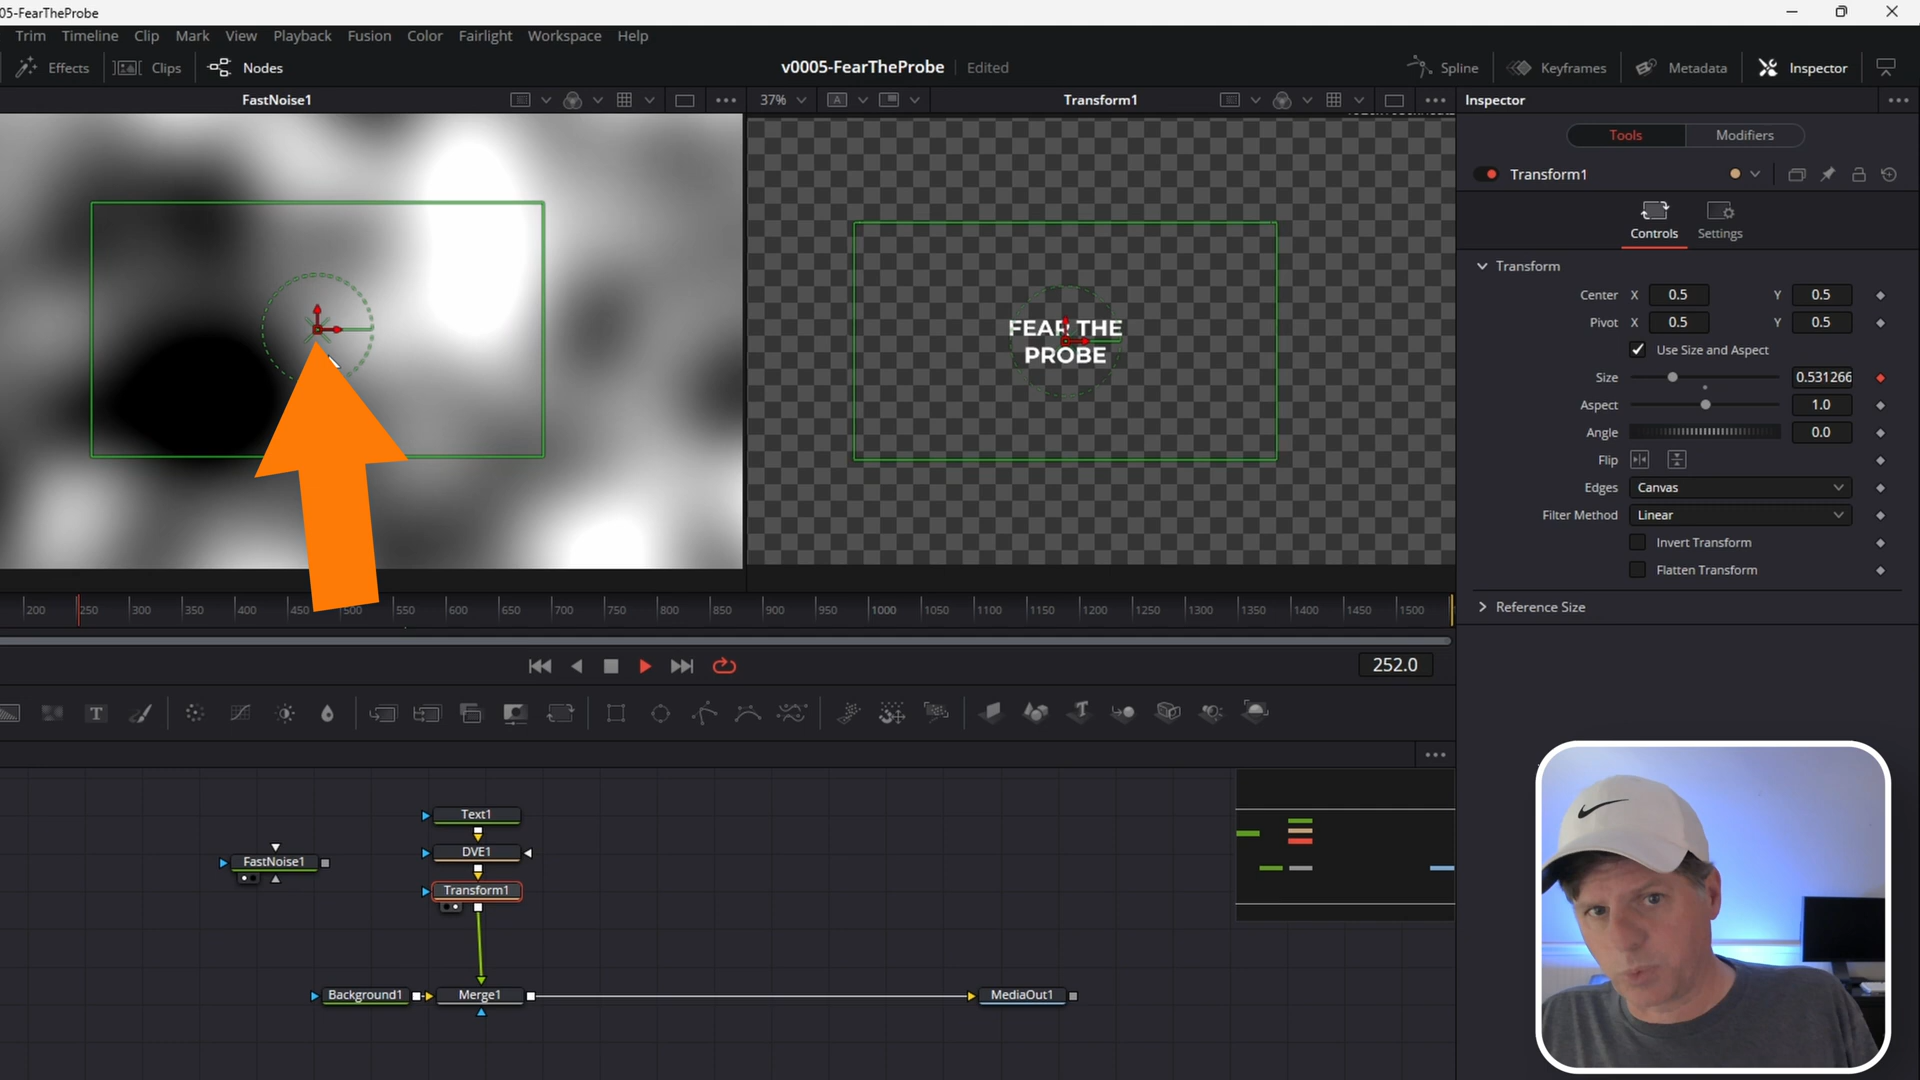 05-FearTheProbe
Trim Timeline Clip Mark View Playback Fusion Color Fairlight Workspace Help
Effects Clips Nodes v0005-FearTheProbe Edited Spline Keyframes Metadata Inspector
FastNoise1 37% A Transform1 Inspector
Tools Modifiers
Transform1
Controls Settings
Transform
Center X 0.5 Y 0.5
Pivot X 0.5 Y 0.5
Use Size and Aspect
Size 0.531266
Aspect 1.0
Angle 0.0
Flip
Edges Canvas
Filter Method Linear
Invert Transform
Flatten Transform
Reference Size
FEAR THE
PROBE
200 250 300 350 400 450 500 550 600 650 700 750 800 850 900 950 1000 1050 1100 1150 1200 1250 1300 1350 1400 1450 1500
252.0
T
Text1
DVE1
FastNoise1
Transform1
Background1 Merge1 MediaOut1